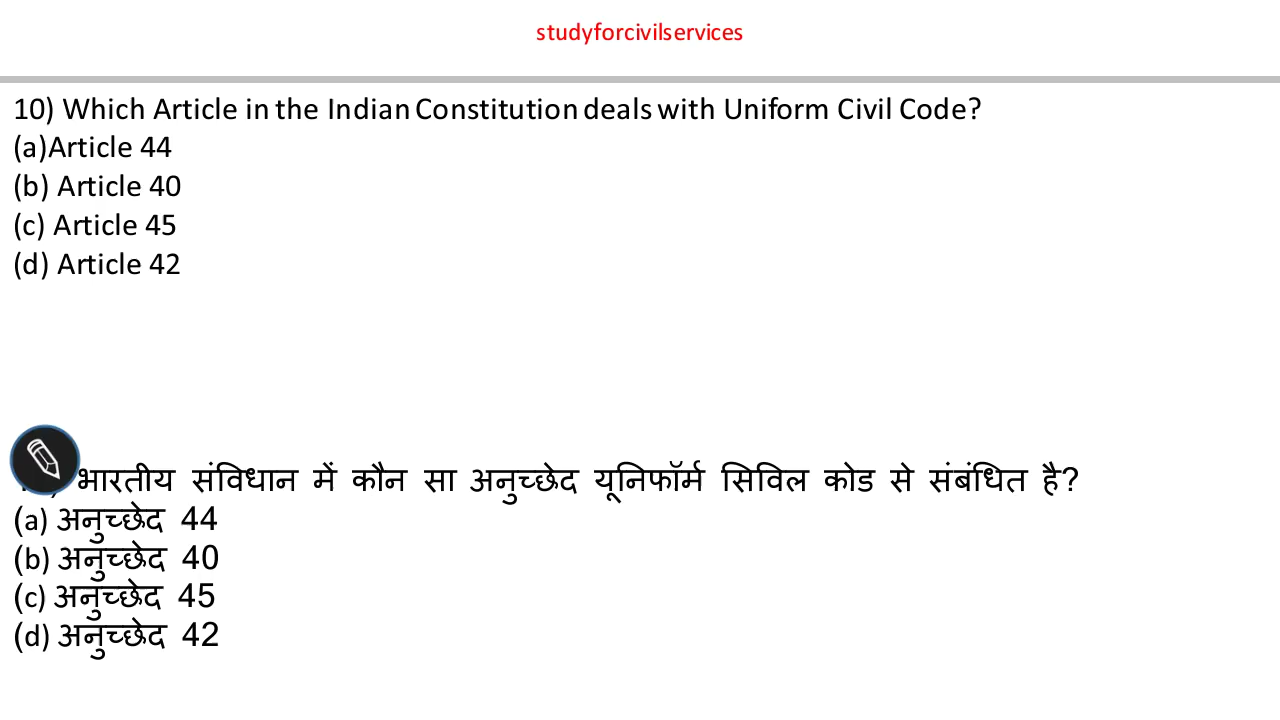 studyforcivilservices
10) Which Article in the Indian Constitution deals with Uniform Civil Code?
(a)Article 44
(b) Article 40
(c) Article 45
(d) Article 42
भारतीय संविधान में कौन सा अनुच्छेद यूनिफॉर्म सिविल कोड से संबंधित है?
(a) अनुच्छेद 44
(b) अनुच्छेद 40
(c) अनुच्छेद 45
(d) अनुच्छेद 42